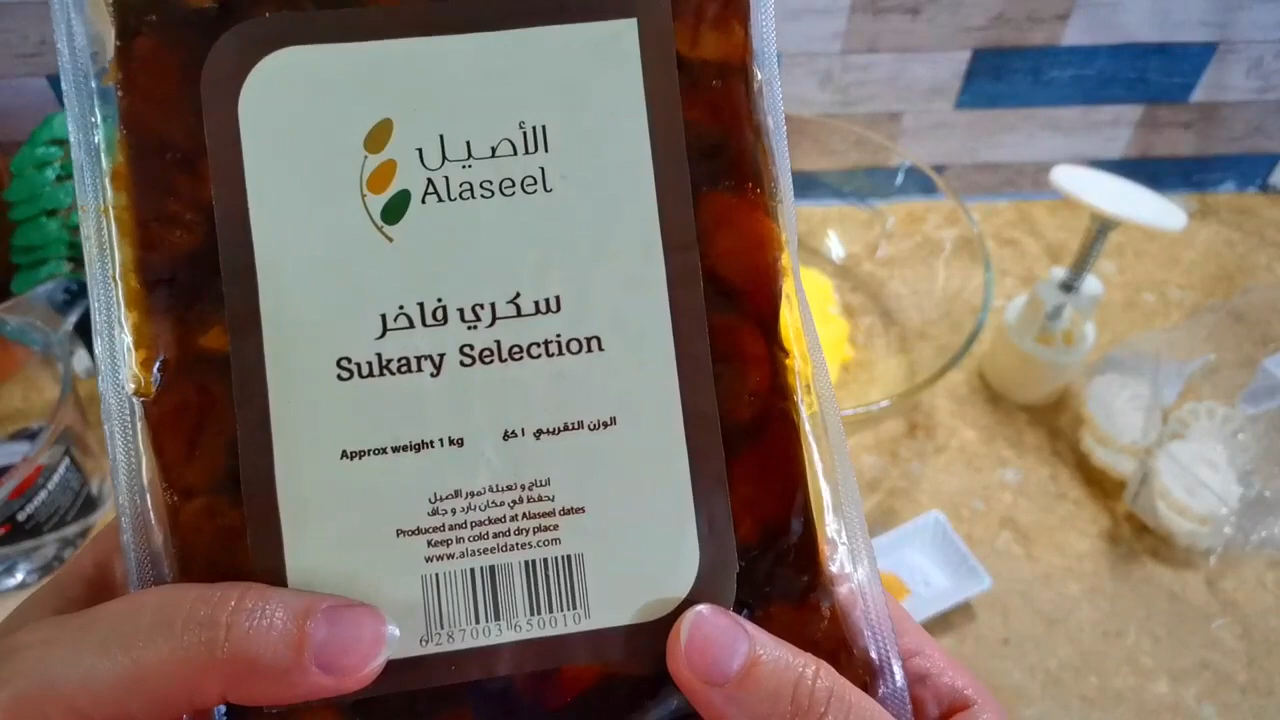 الأصيل
Alaseel
سكري فاخر
Sukary Selection
Approx weight 1 kg الوزن التقريبي ١ كغ
انتاج و تعبئة تمور الاصيل
يحفظ في مكان بارد و جاف
Produced and packed at Alaseel dates
Keep in cold and dry place
www.alaseeldates.com
6287003650010